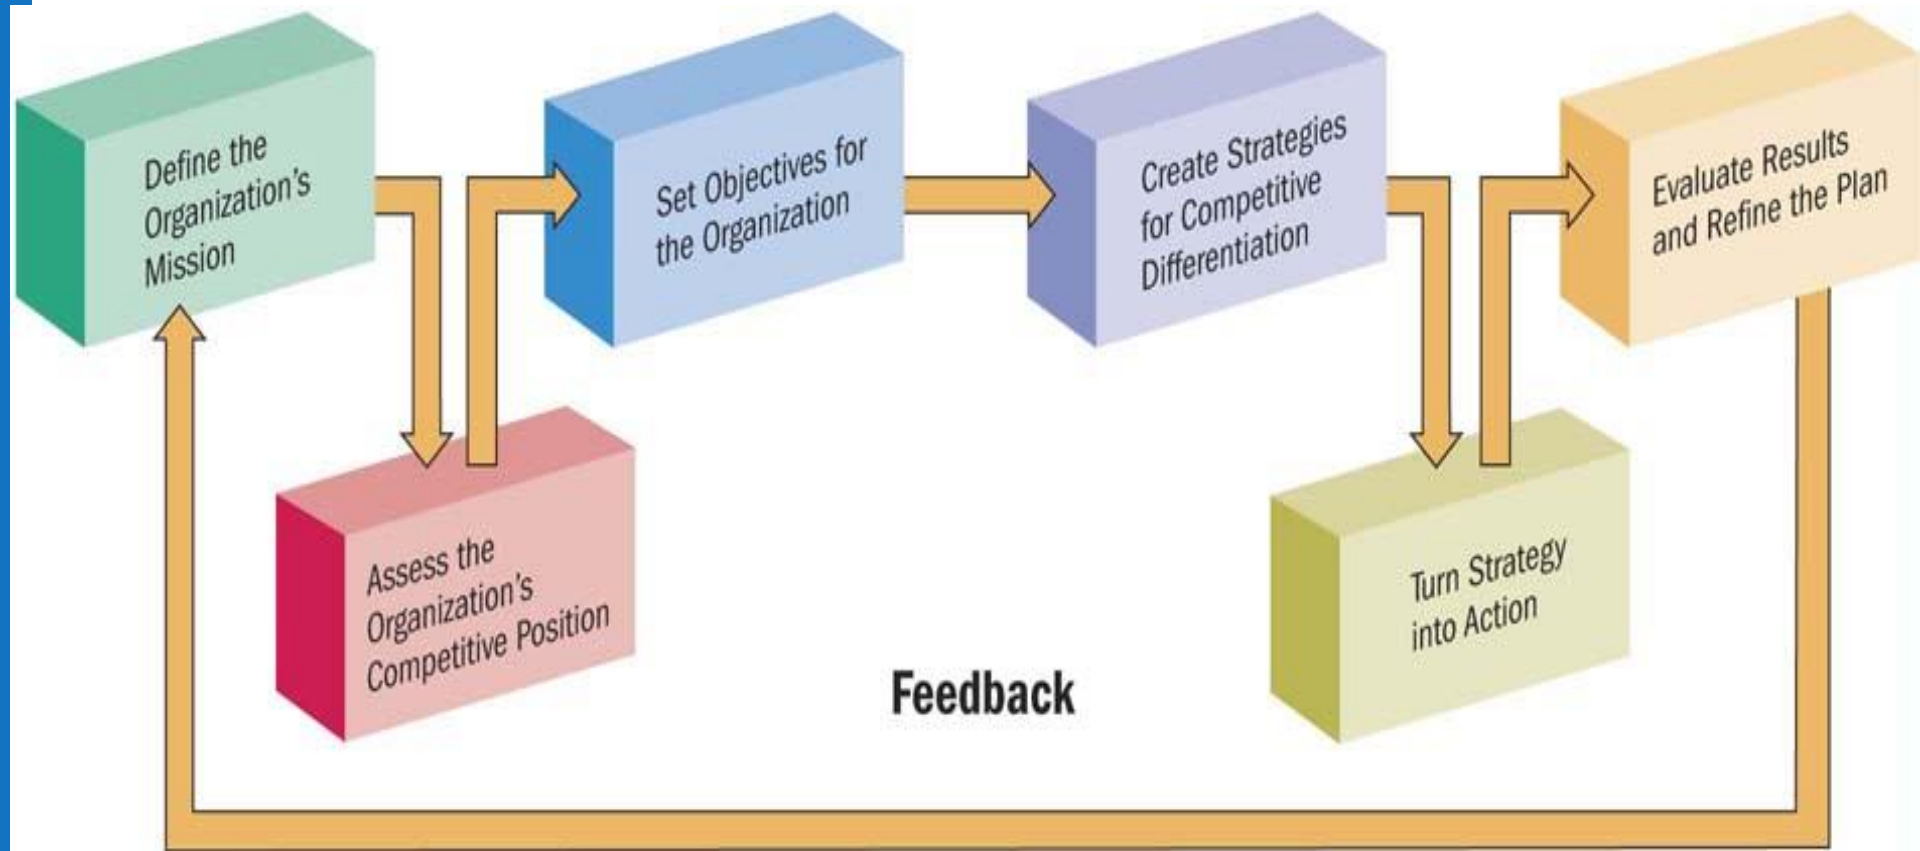 Define the
Organization's
Mission
Assess the
Organization's
Competitive Position
Set Objectives for
the Organization
Create Strategies
for Competitive
Differentiation
Turn Strategy
into Action
Evaluate Results
and Refine the Plan
Feedback